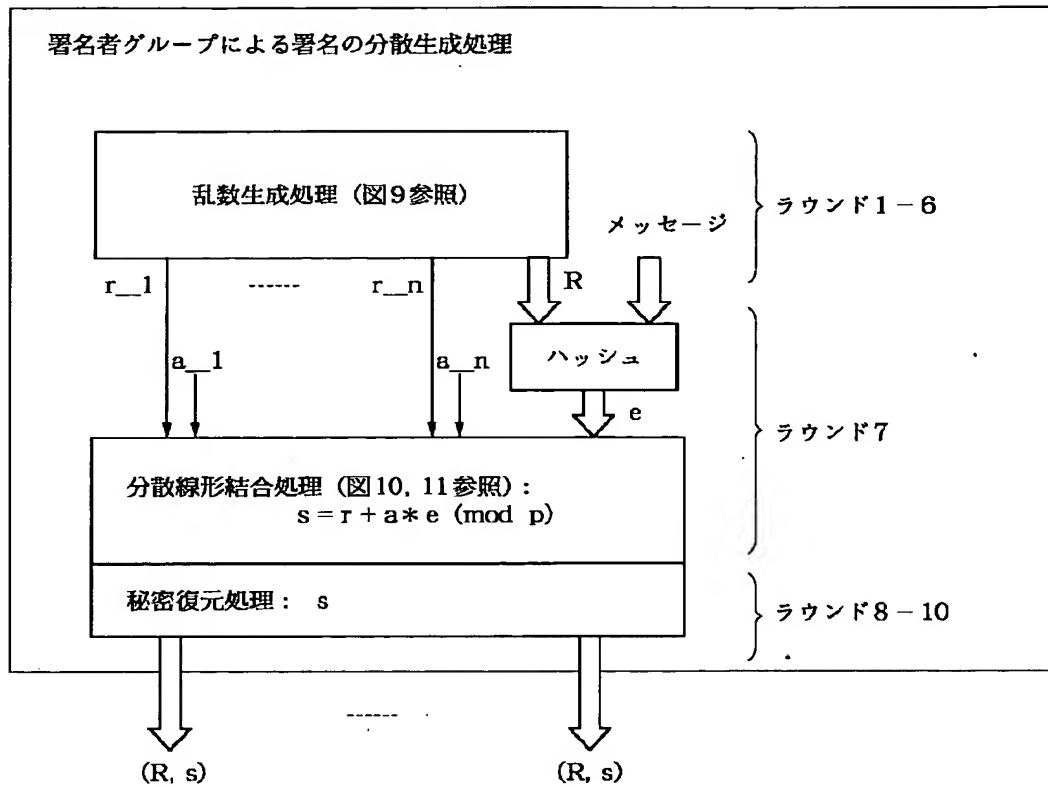 署名者グループによる署名の分散生成処理
乱数生成処理（図9参照）
ラウンド1－6
メッセージ
r__1
------
r__n
R
ハッシュ
a__1
a__n
e
ラウンド7
分散線形結合処理（図10, 11参照）：
s＝r＋a＊e (mod p)
秘密復元処理： s
ラウンド8－10
------
(R, s)
(R, s)